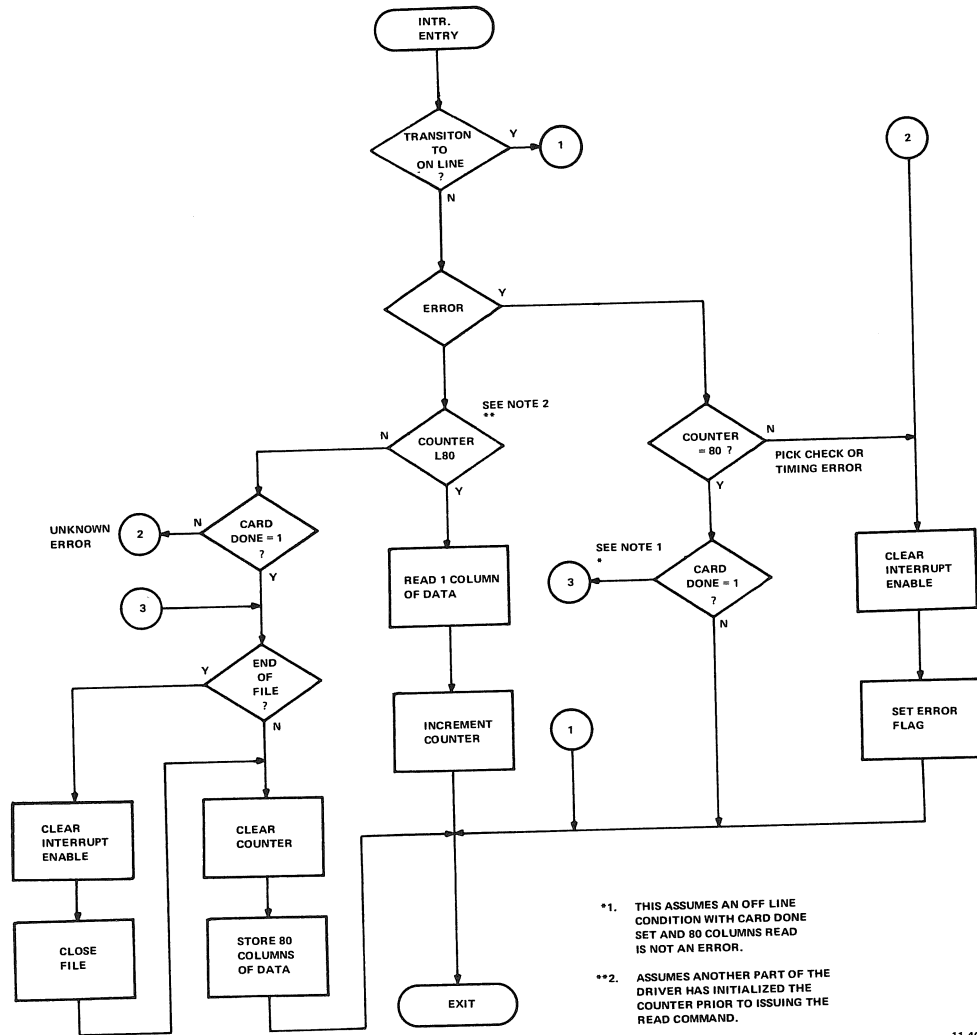 INTR.
ENTRY
TRANSITON
TO
ON LINE
?
Y
1
2
N
ERROR
Y
SEE NOTE 2
**
N
COUNTER
L80
Y
COUNTER
= 80 ?
N
PICK CHECK OR
TIMING ERROR
Y
UNKNOWN
ERROR
2
N
CARD
DONE = 1
?
Y
READ 1 COLUMN
OF DATA
SEE NOTE 1
*
3
CARD
DONE = 1
?
N
CLEAR
INTERRUPT
ENABLE
3
Y
END
OF
FILE
?
N
INCREMENT
COUNTER
1
SET ERROR
FLAG
CLEAR
INTERRUPT
ENABLE
CLEAR
COUNTER
CLOSE
FILE
STORE 80
COLUMNS
OF DATA
EXIT
*1. THIS ASSUMES AN OFF LINE
CONDITION WITH CARD DONE
SET AND 80 COLUMNS READ
IS NOT AN ERROR.
**2. ASSUMES ANOTHER PART OF THE
DRIVER HAS INITIALIZED THE
COUNTER PRIOR TO ISSUING THE
READ COMMAND.